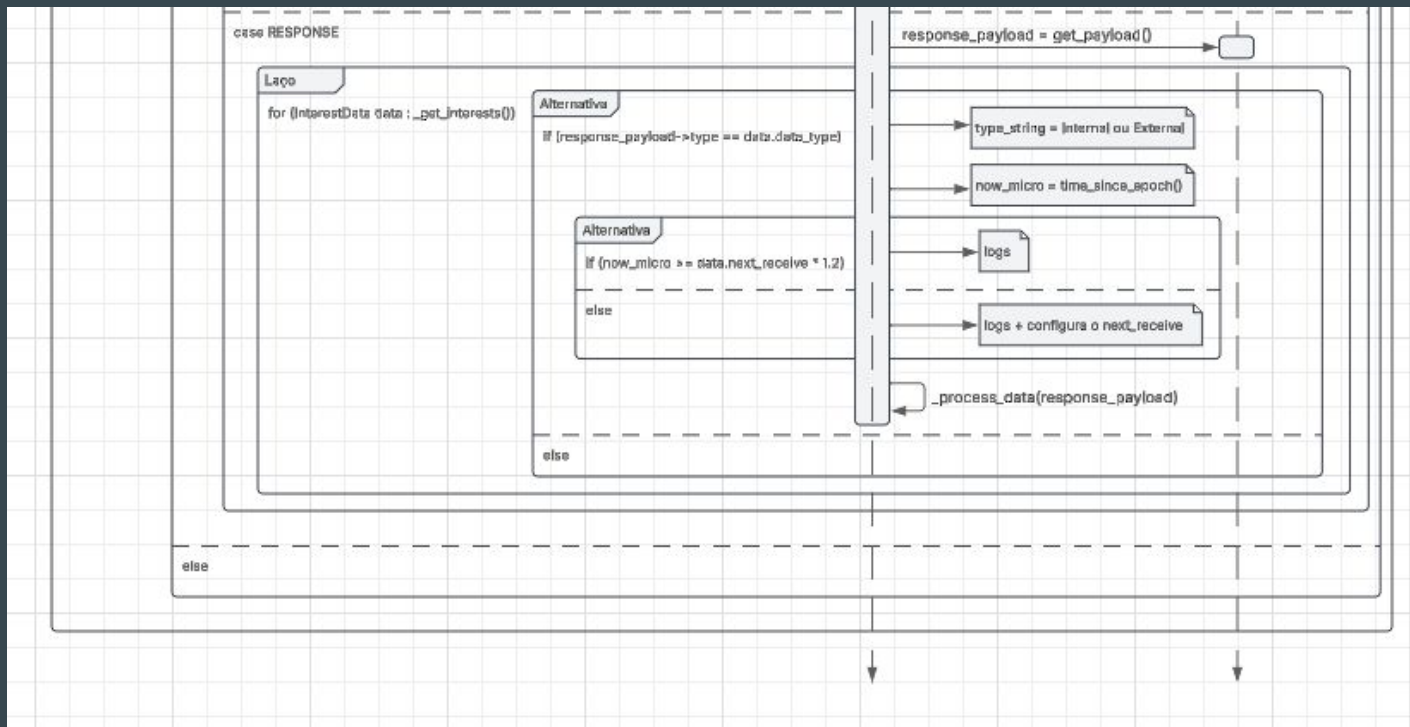 case RESPONSE
response_payload = get_payload()
Laço
for (InterestData data : _get_interests())
Alternativa
if (response_payload->type == data.data_type)
type_string = Internal ou External
now_micro = time_since_epoch()
Alternativa
if (now_micro >= data.next_receive * 1.2)
logs
else
logs + configura o next_receive
_process_data(response_payload)
else
else